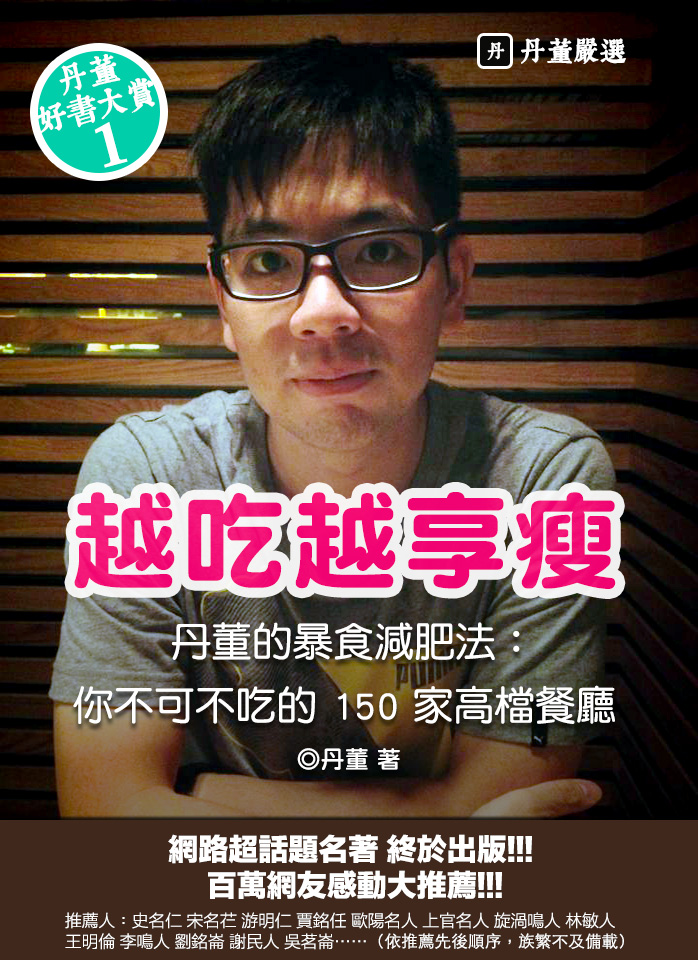 丹 丹董嚴選
丹董
好書大賞
1
越吃越享瘦
丹董的暴食減肥法：
你不可不吃的 150 家高檔餐廳
◎丹董 著
網路超話題名著 終於出版!!!
百萬網友感動大推薦!!!
推薦人：史名仁 宋名芢 游明仁 賈銘任 歐陽名人 上官名人 旋渦鳴人 林敏人
王明倫 李鳴人 劉銘崙 謝民人 吳茗崙……（依推薦先後順序，族繁不及備載）